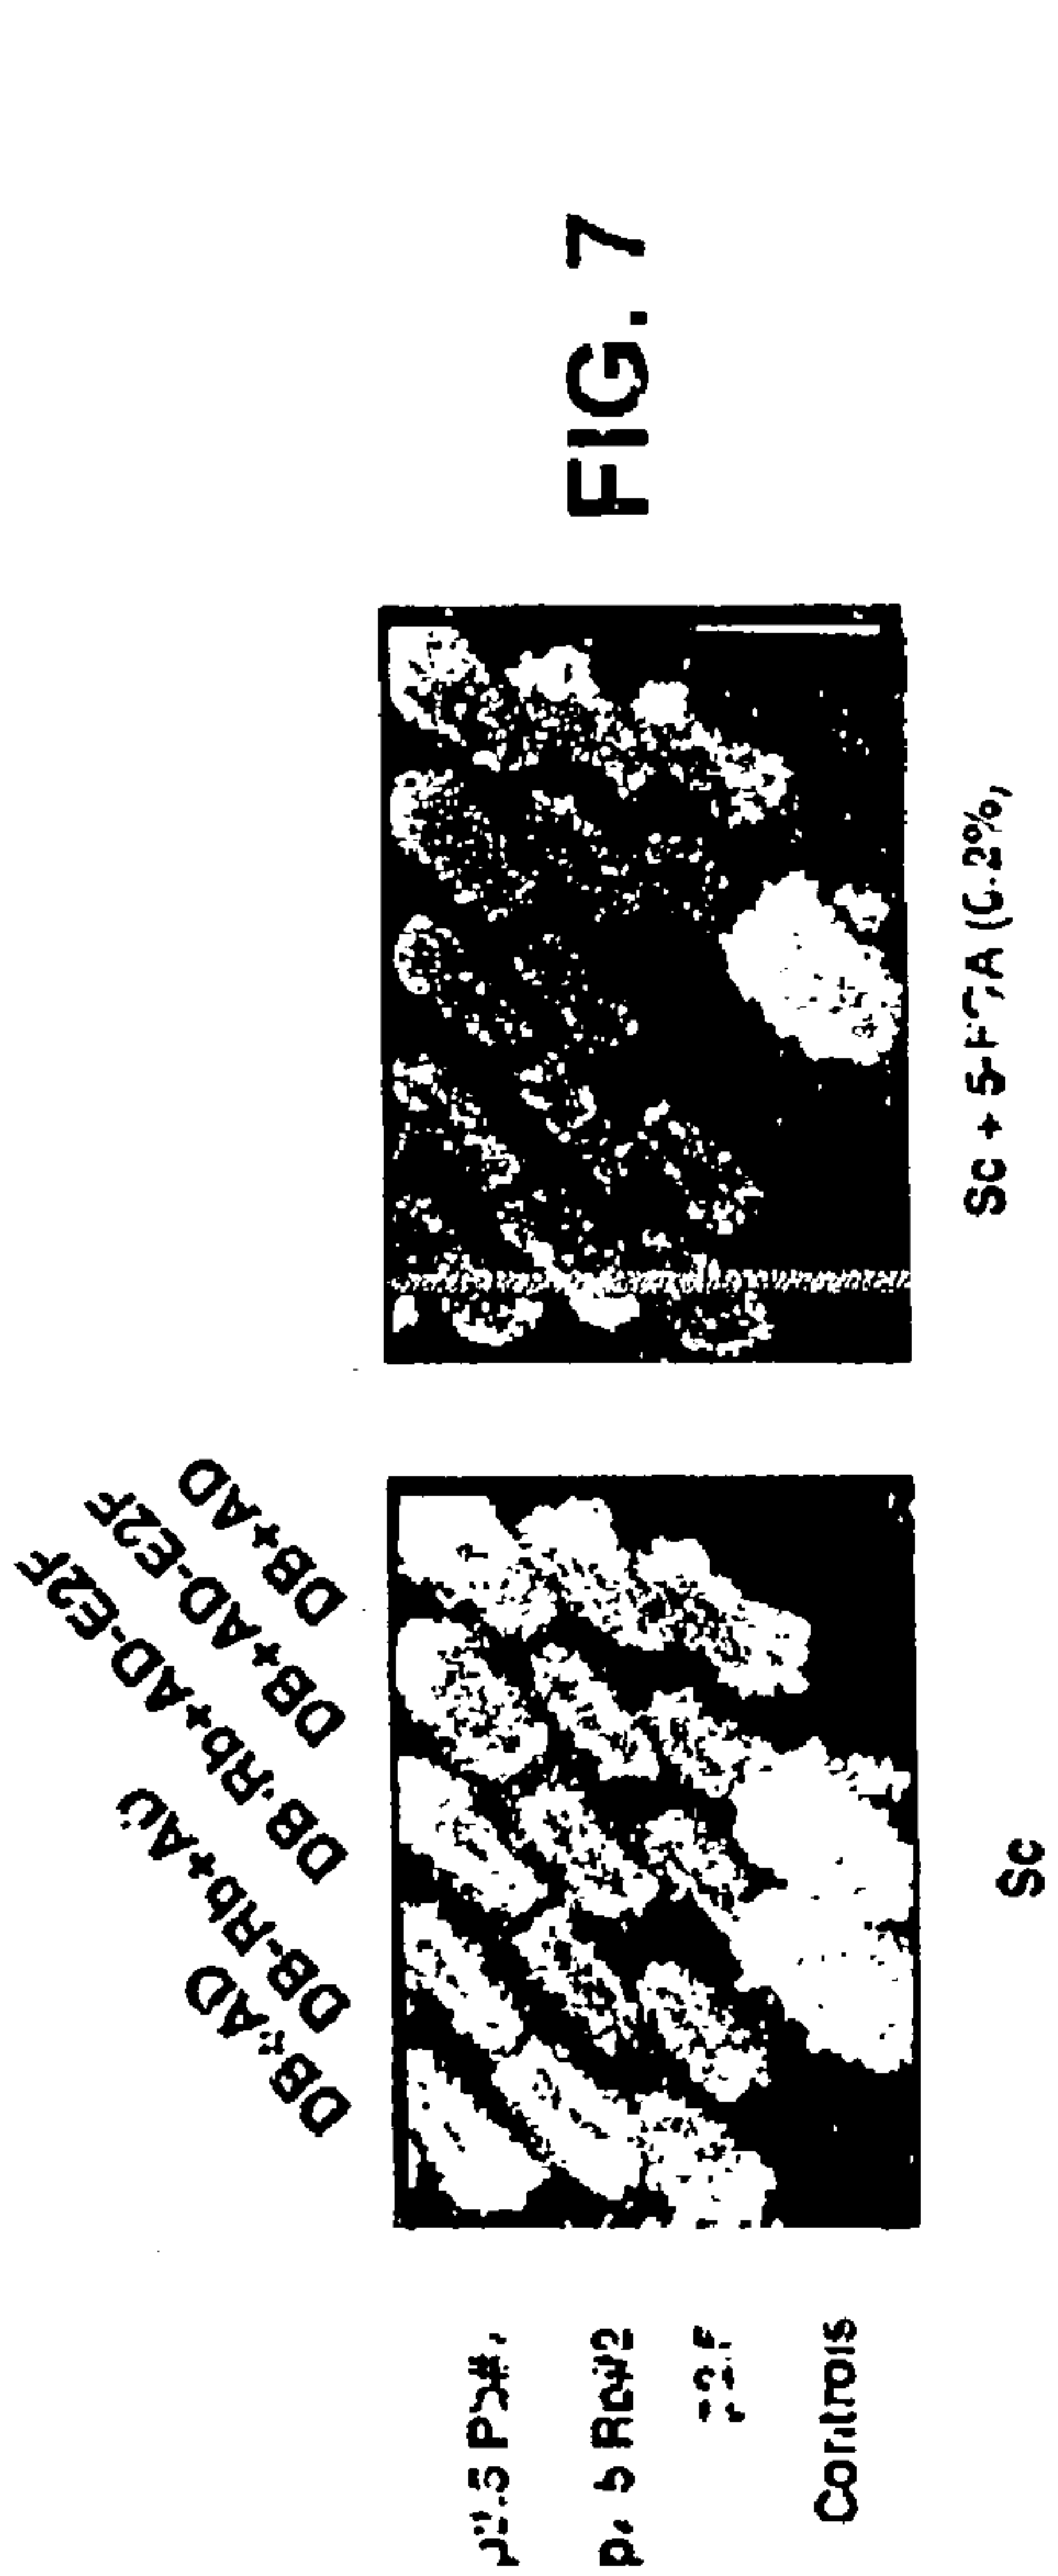 DB+AD
DB-Rb+AD
DB-Rb+AD-E2F
DB+AD-E2F
DB+AD
Controls
Sc
Sc + 5-FOA (0.2%)
FIG. 7